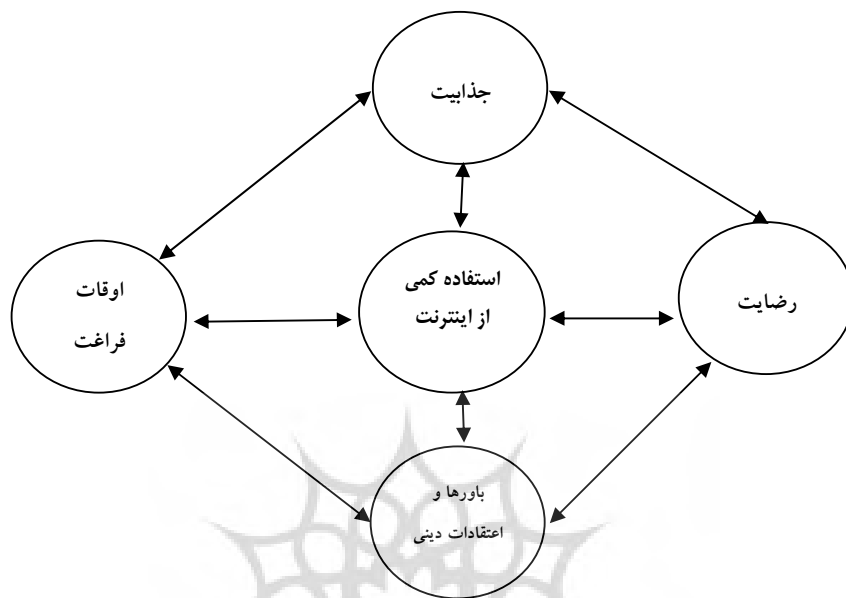 جذابیت
اوقات
فراغت
استفاده کمی
از اینترنت
رضایت
باورها و
اعتقادات دینی